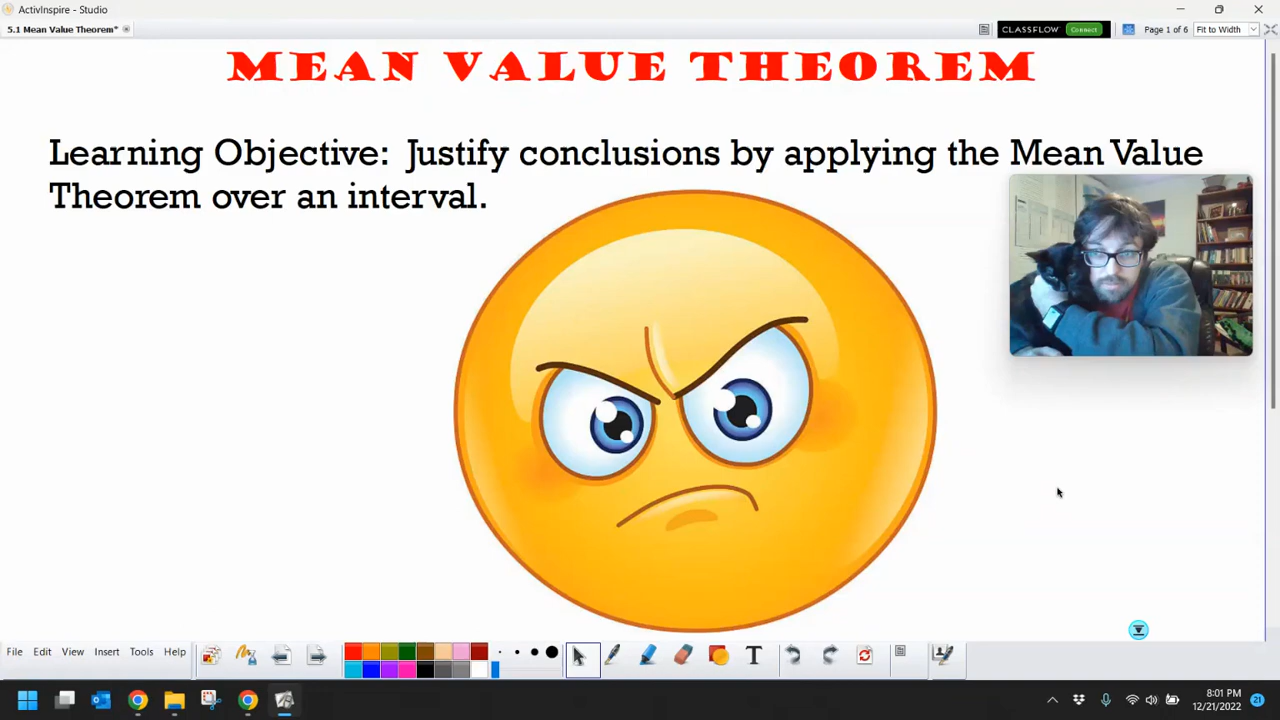 ActivInspire - Studio
5.1 Mean Value Theorem*
CLASSFLOW Connect
Page 1 of 6
Fit to Width
MEAN VALUE THEOREM
Learning Objective: Justify conclusions by applying the Mean Value
Theorem over an interval.
File Edit View Insert Tools Help
T
8:01 PM
12/21/2022
21